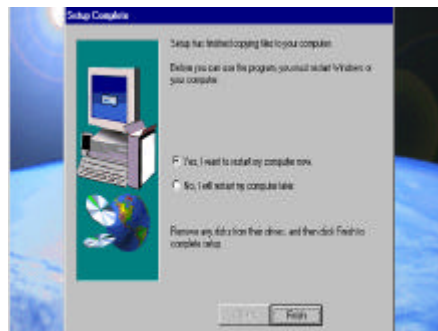 Setup Complete
Setup has finished copying files to your computer.
Before you can use the program, you must restart Windows or
your computer.
Yes, I want to restart my computer now.
No, I will restart my computer later.
Remove any disks from their drives, and then click Finish to
complete setup.
Finish